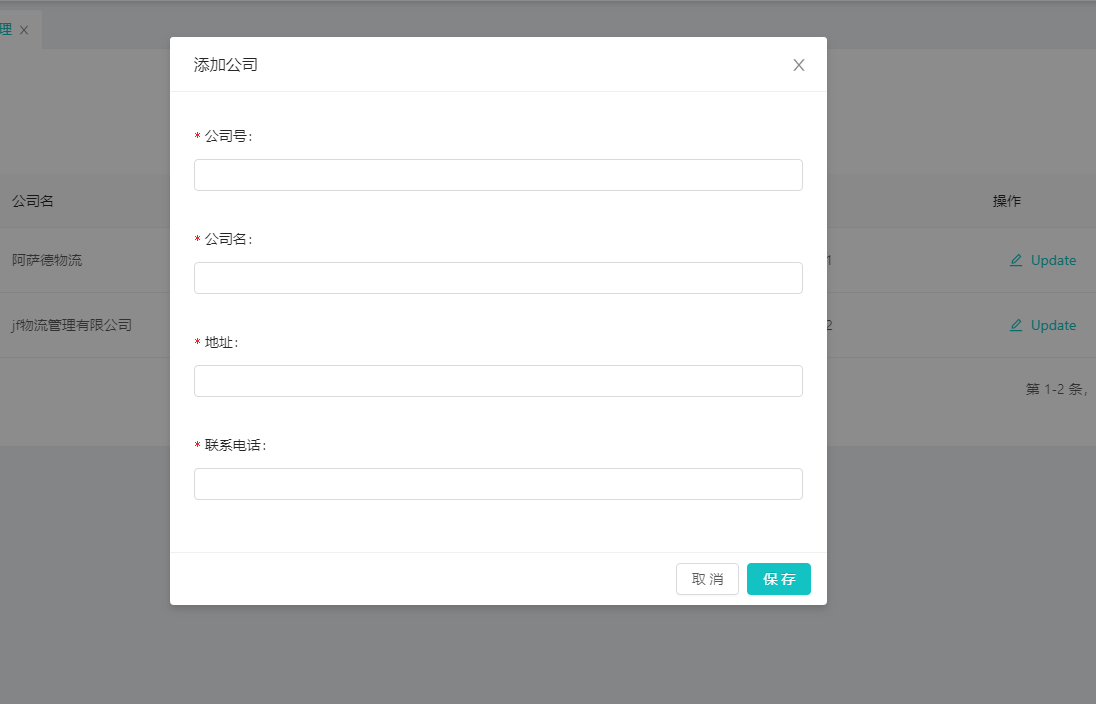 理
添加公司
* 公司号:
* 公司名:
* 地址:
* 联系电话:
取 消
保 存
公司名
操作
阿萨德物流
1
Update
jf物流管理有限公司
2
Update
第 1-2 条,